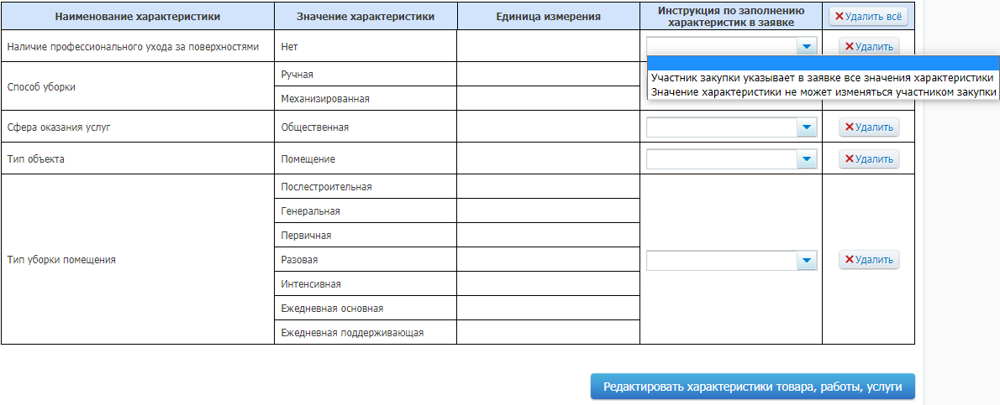 Наименование характеристики
Значение характеристики
Единица измерения
Инструкция по заполнению
характеристик в заявке
Удалить всё
Наличие профессионального ухода за поверхностями
Нет
Удалить
Участник закупки указывает в заявке все значения характеристики
Значение характеристики не может изменяться участником закупки
Способ уборки
Ручная
Механизированная
Сфера оказания услуг
Общественная
Удалить
Тип объекта
Помещение
Удалить
Тип уборки помещения
Послестроительная
Генеральная
Первичная
Разовая
Интенсивная
Ежедневная основная
Ежедневная поддерживающая
Удалить
Редактировать характеристики товара, работы, услуги